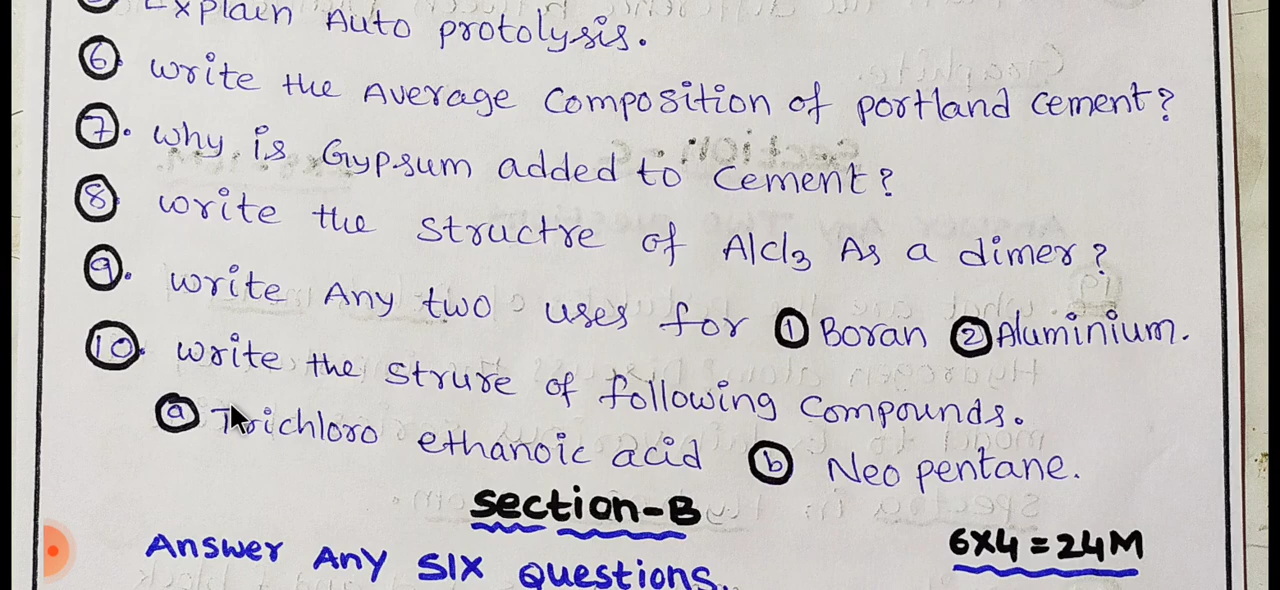 Explain Auto protolysis.
6 write the Average composition of portland cement?
7. why is Gypsum added to cement?
8 write the structre of Alcl3 As a dimer?
9. write Any two uses for 1 Boran 2 Aluminium.
10. write the strure of following compounds.
a Trichloro ethanoic acid b Neo pentane.
section-B
6x4=24M
Answer Any SIX questions.